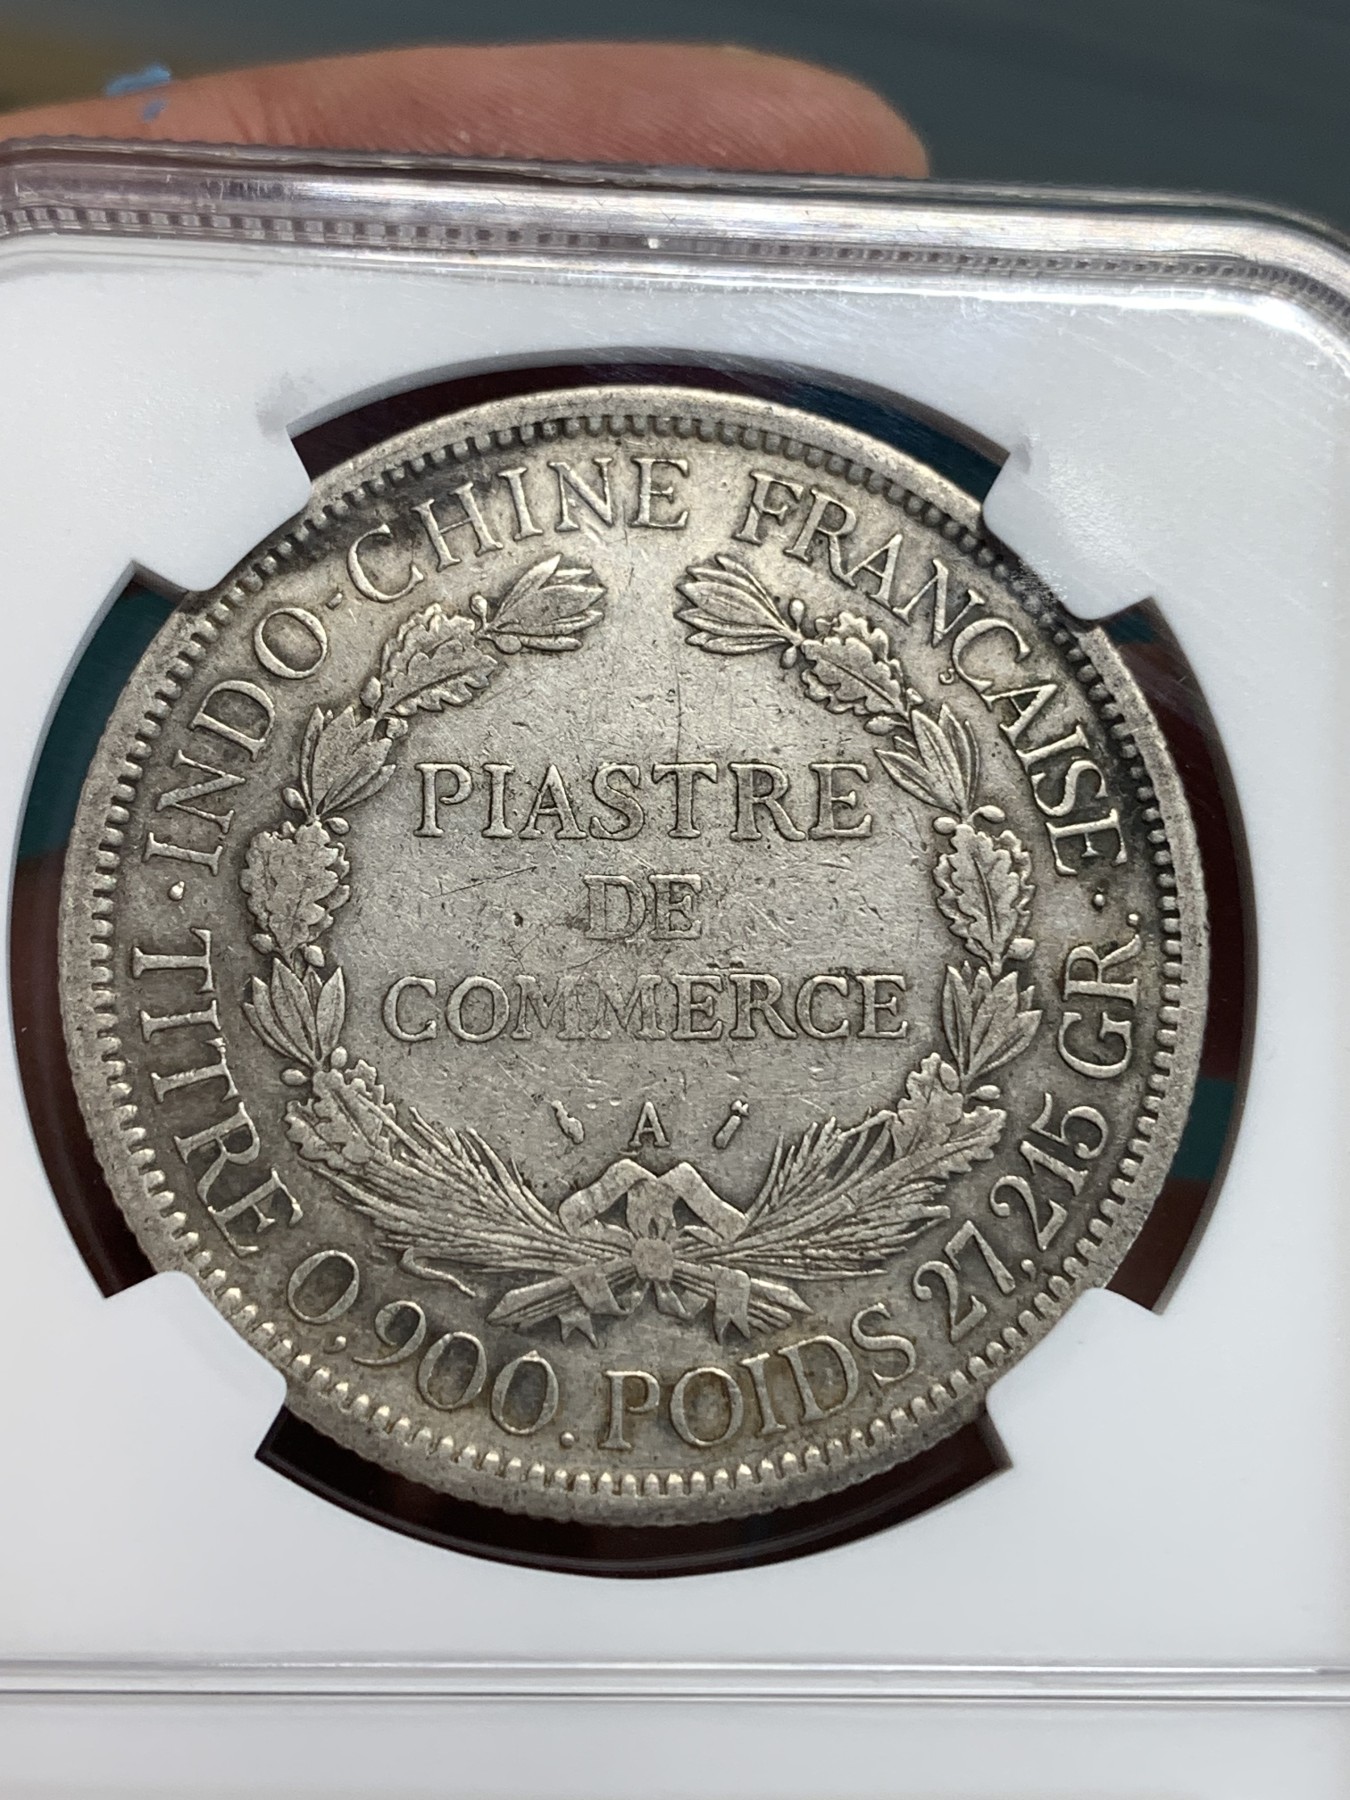 · INDO-CHINE FRANÇAISE ·
TITRE 0,900. POIDS 27,215 GR.
PIASTRE
DE
COMMERCE
A